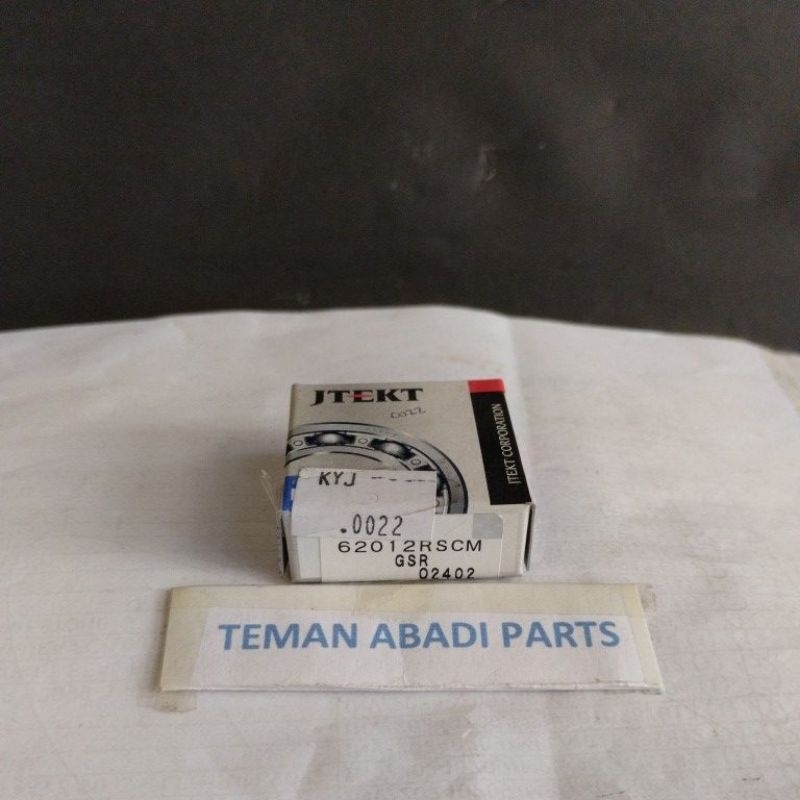 JTEKT
0022
JTEKT CORPORATION
KYJ
.0022
62012RSCM
GSR
02402
TEMAN ABADI PARTS